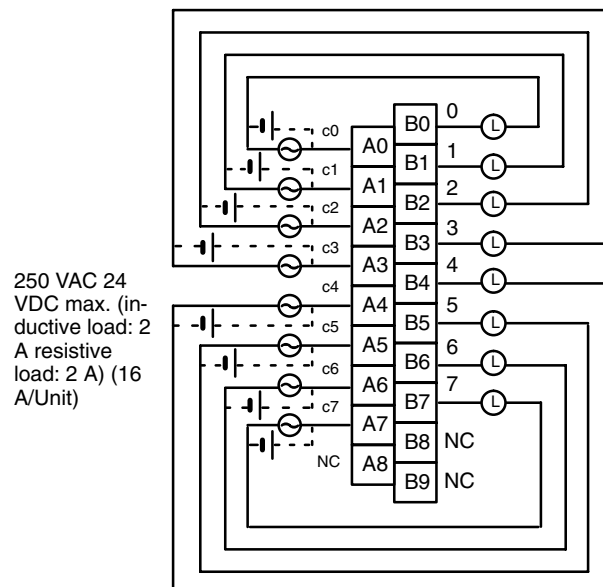 0
c0
B0
L
A0
1
c1
B1
L
A1
2
c2
B2
L
A2
3
c3
B3
L
A3
4
c4
B4
L
A4
5
c5
B5
L
A5
6
c6
B6
L
A6
7
c7
B7
L
A7
B8
NC
NC
A8
B9
NC
250 VAC 24
VDC max. (in-
ductive load: 2
A resistive
load: 2 A) (16
A/Unit)